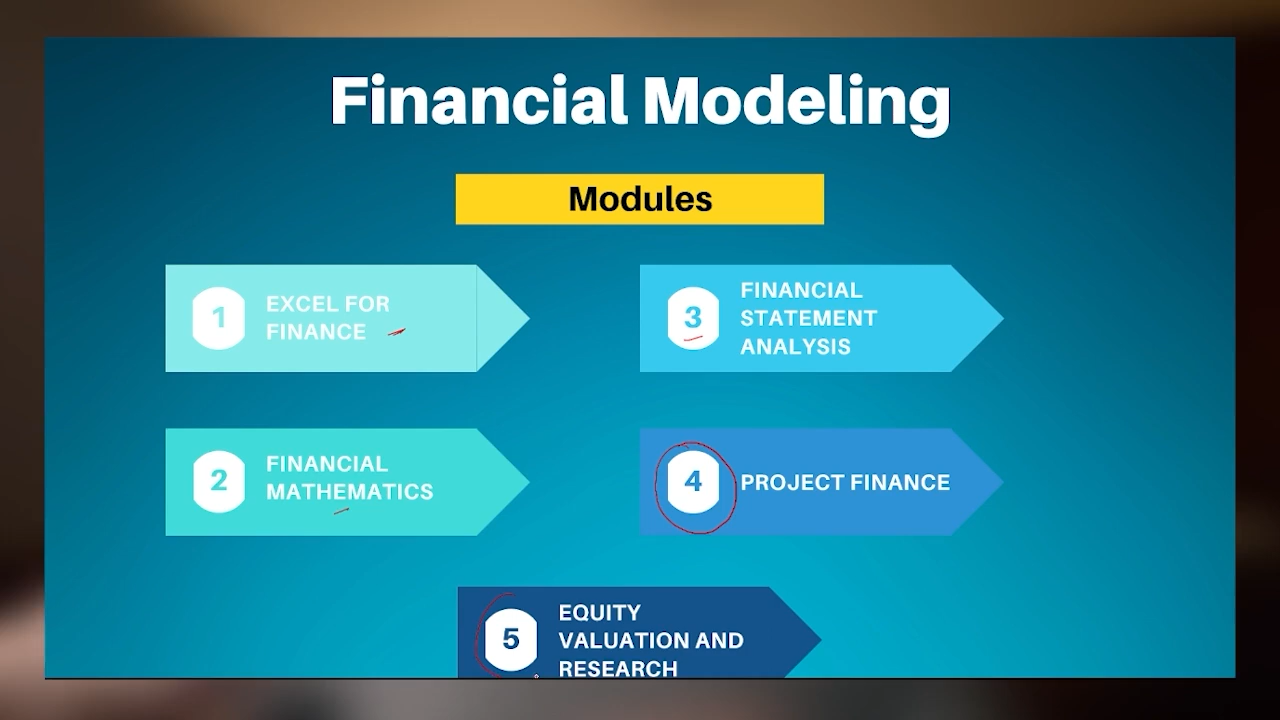 Financial Modeling
Modules
1
EXCEL FOR
FINANCE
2
FINANCIAL
MATHEMATICS
3
FINANCIAL
STATEMENT
ANALYSIS
4
PROJECT FINANCE
5
EQUITY
VALUATION AND
RESEARCH